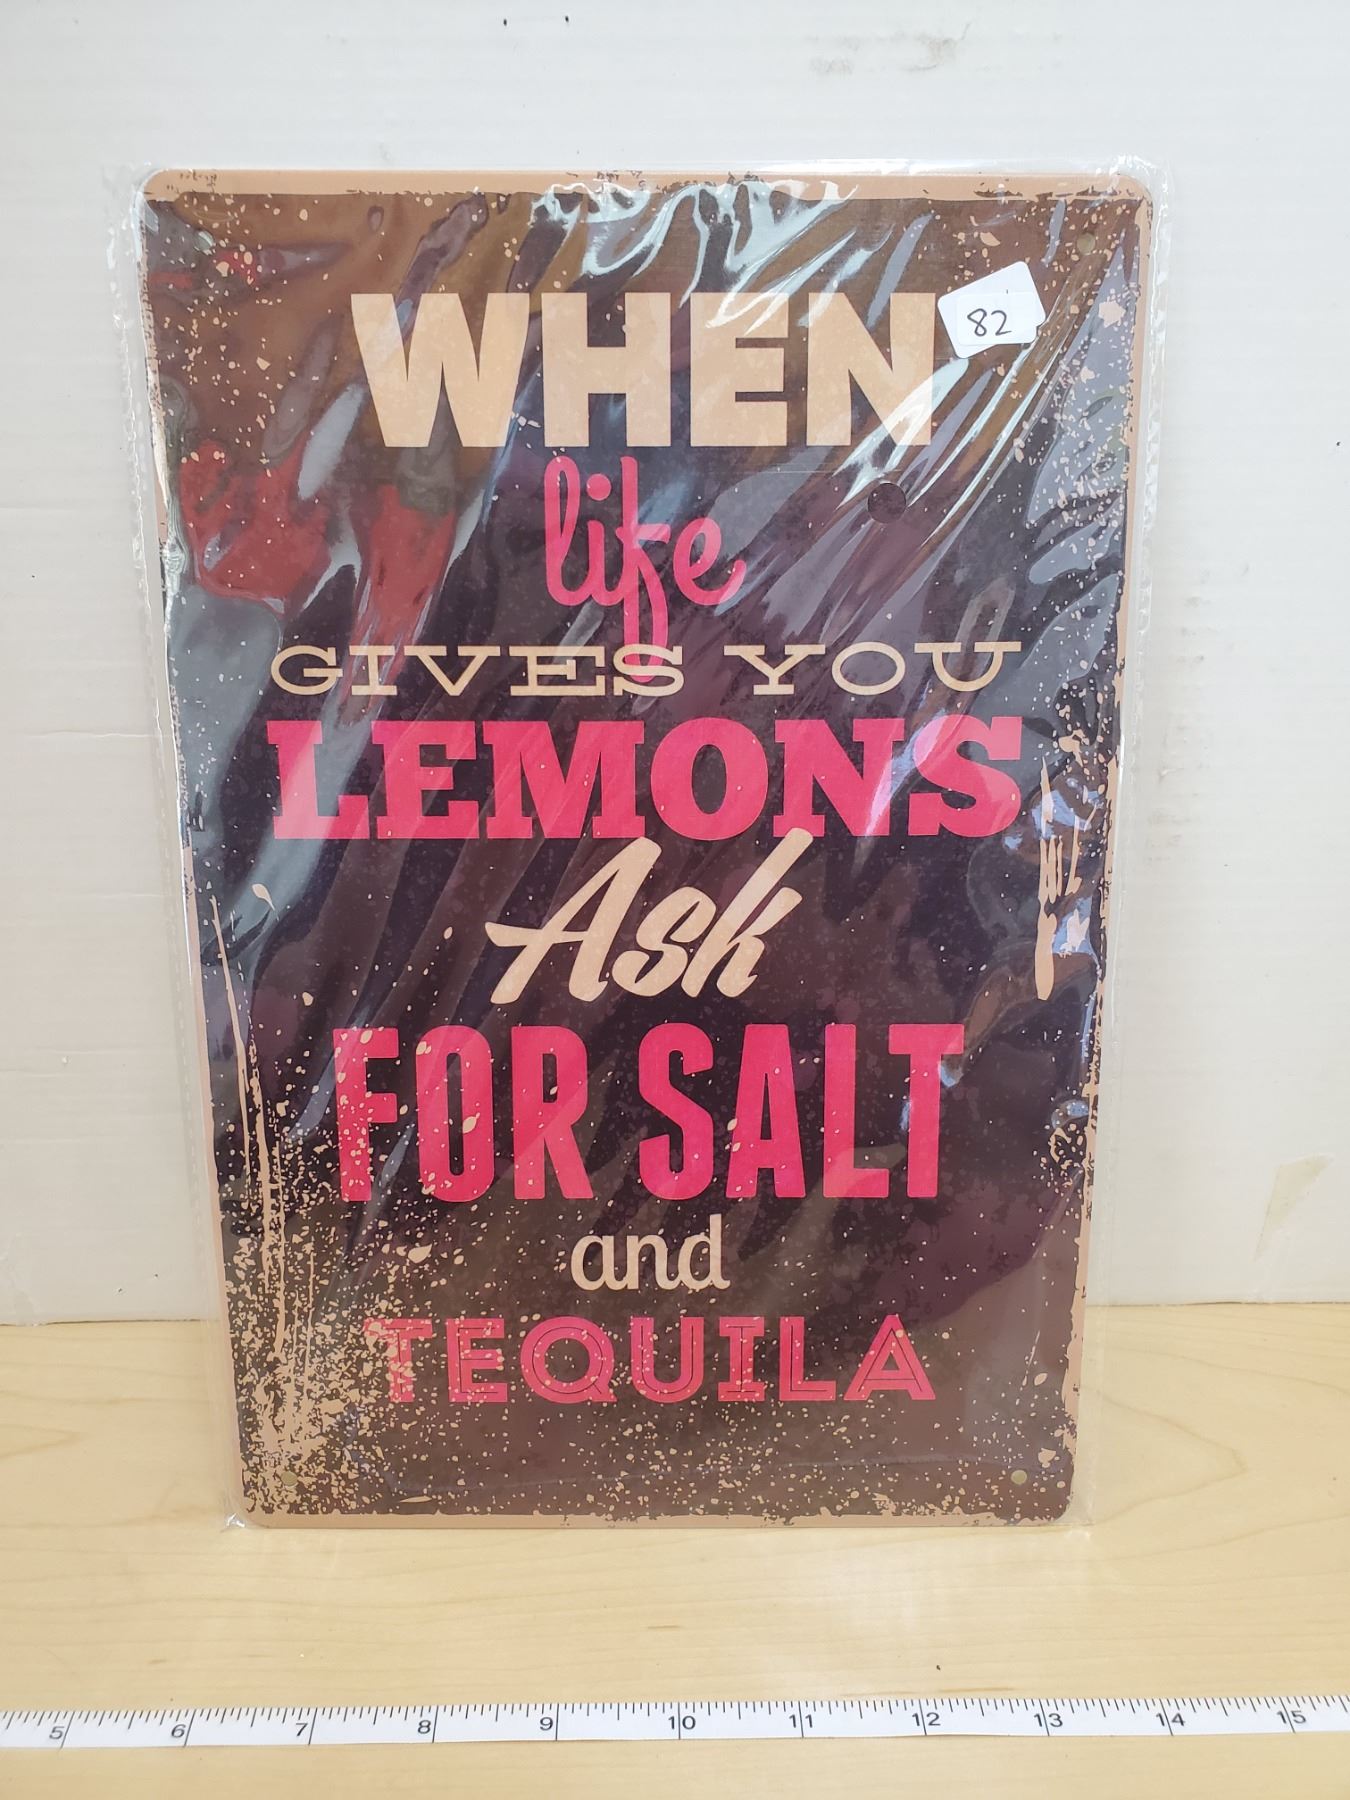 WHEN
82
life
GIVES YOU
LEMONS
Ask
FOR SALT
and
TEQUILA
5 6 7 8 9 10 11 12 13 14 15